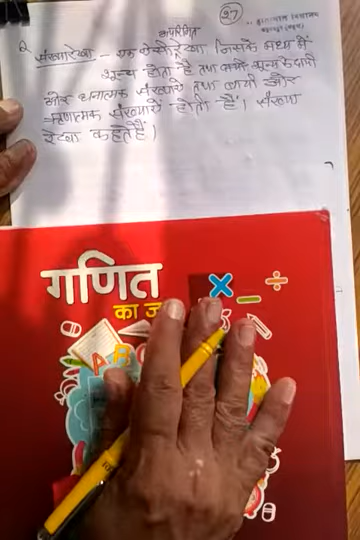 अपरिमित
27
2 संख्यारेखा - एक ऐसी रेखा जिसके मध्य में
शून्य होता है तथा शून्य के दायें
ओर धनात्मक संख्यायें तथा बायीं ओर
ऋणात्मक संख्यायें होती हैं। संख्या
रेखा कहते हैं।
गणित
का
A B